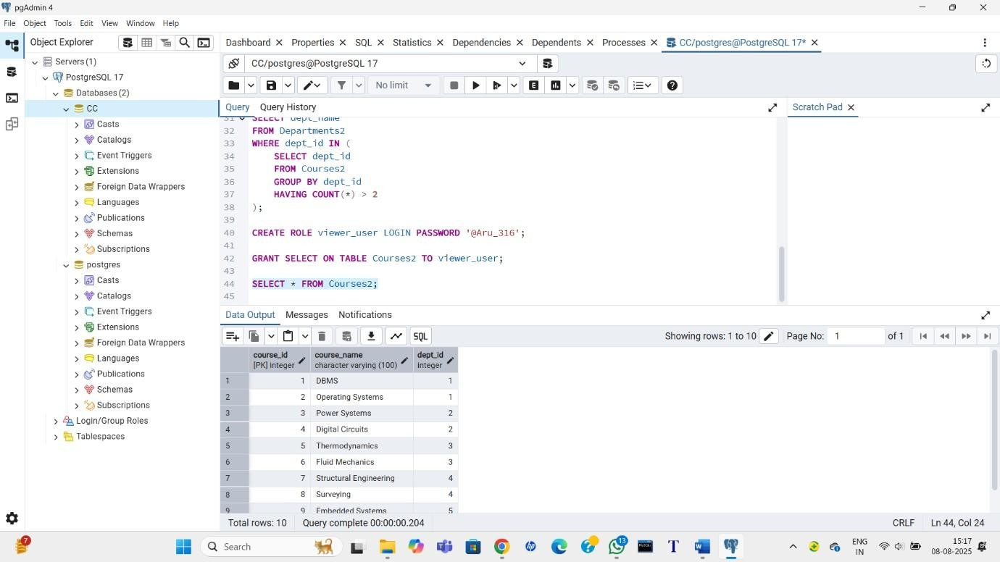 pgAdmin 4
File Object Tools Edit View Window Help
Object Explorer
Dashboard Properties SQL Statistics Dependencies Dependents Processes CC/postgres@PostgreSQL 17*
Servers (1)
PostgreSQL 17
Databases (2)
CC
Casts
Catalogs
Event Triggers
Extensions
Foreign Data Wrappers
Languages
Publications
Schemas
Subscriptions
postgres
Casts
Catalogs
Event Triggers
Extensions
Foreign Data Wrappers
Languages
Publications
Schemas
Subscriptions
Login/Group Roles
Tablespaces
CC/postgres@PostgreSQL 17
No limit
E
Query Query History
Scratch Pad
31 SELECT dept_name
32 FROM Departments2
33 WHERE dept_id IN (
34 SELECT dept_id
35 FROM Courses2
36 GROUP BY dept_id
37 HAVING COUNT(*) > 2
38 );
39
40 CREATE ROLE viewer_user LOGIN PASSWORD '@Aru_316';
41
42 GRANT SELECT ON TABLE Courses2 TO viewer_user;
43
44 SELECT * FROM Courses2;
45
Data Output Messages Notifications
SQL
Showing rows: 1 to 10 Page No: 1 of 1
course_id course_name dept_id
[PK] integer character varying (100) integer
1 1 DBMS 1
2 2 Operating Systems 1
3 3 Power Systems 2
4 4 Digital Circuits 2
5 5 Thermodynamics 3
6 6 Fluid Mechanics 3
7 7 Structural Engineering 4
8 8 Surveying 4
9 9 Embedded Systems 5
Total rows: 10 Query complete 00:00:00.204 CRLF Ln 44, Col 24
7
Search
13
ENG
IN
15:17
08-08-2025